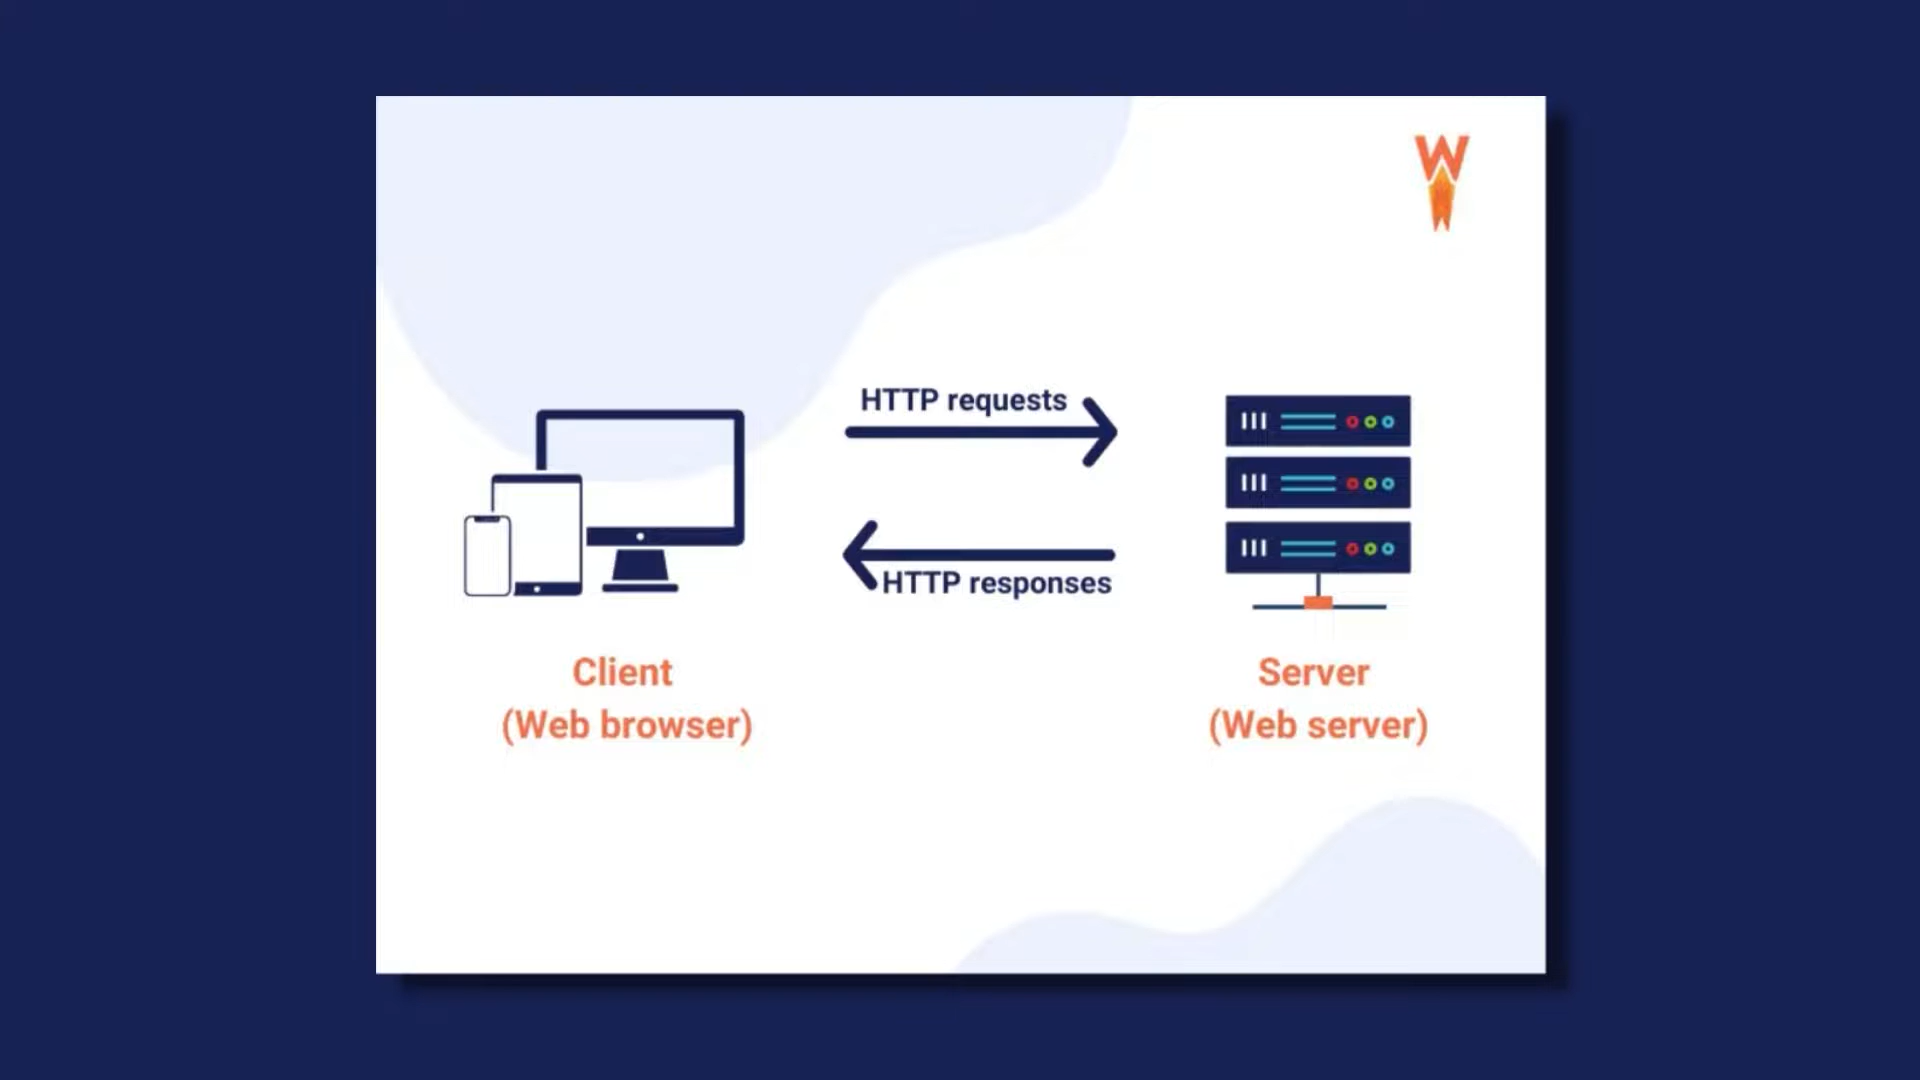 HTTP requests
HTTP responses
Client
(Web browser)
Server
(Web server)